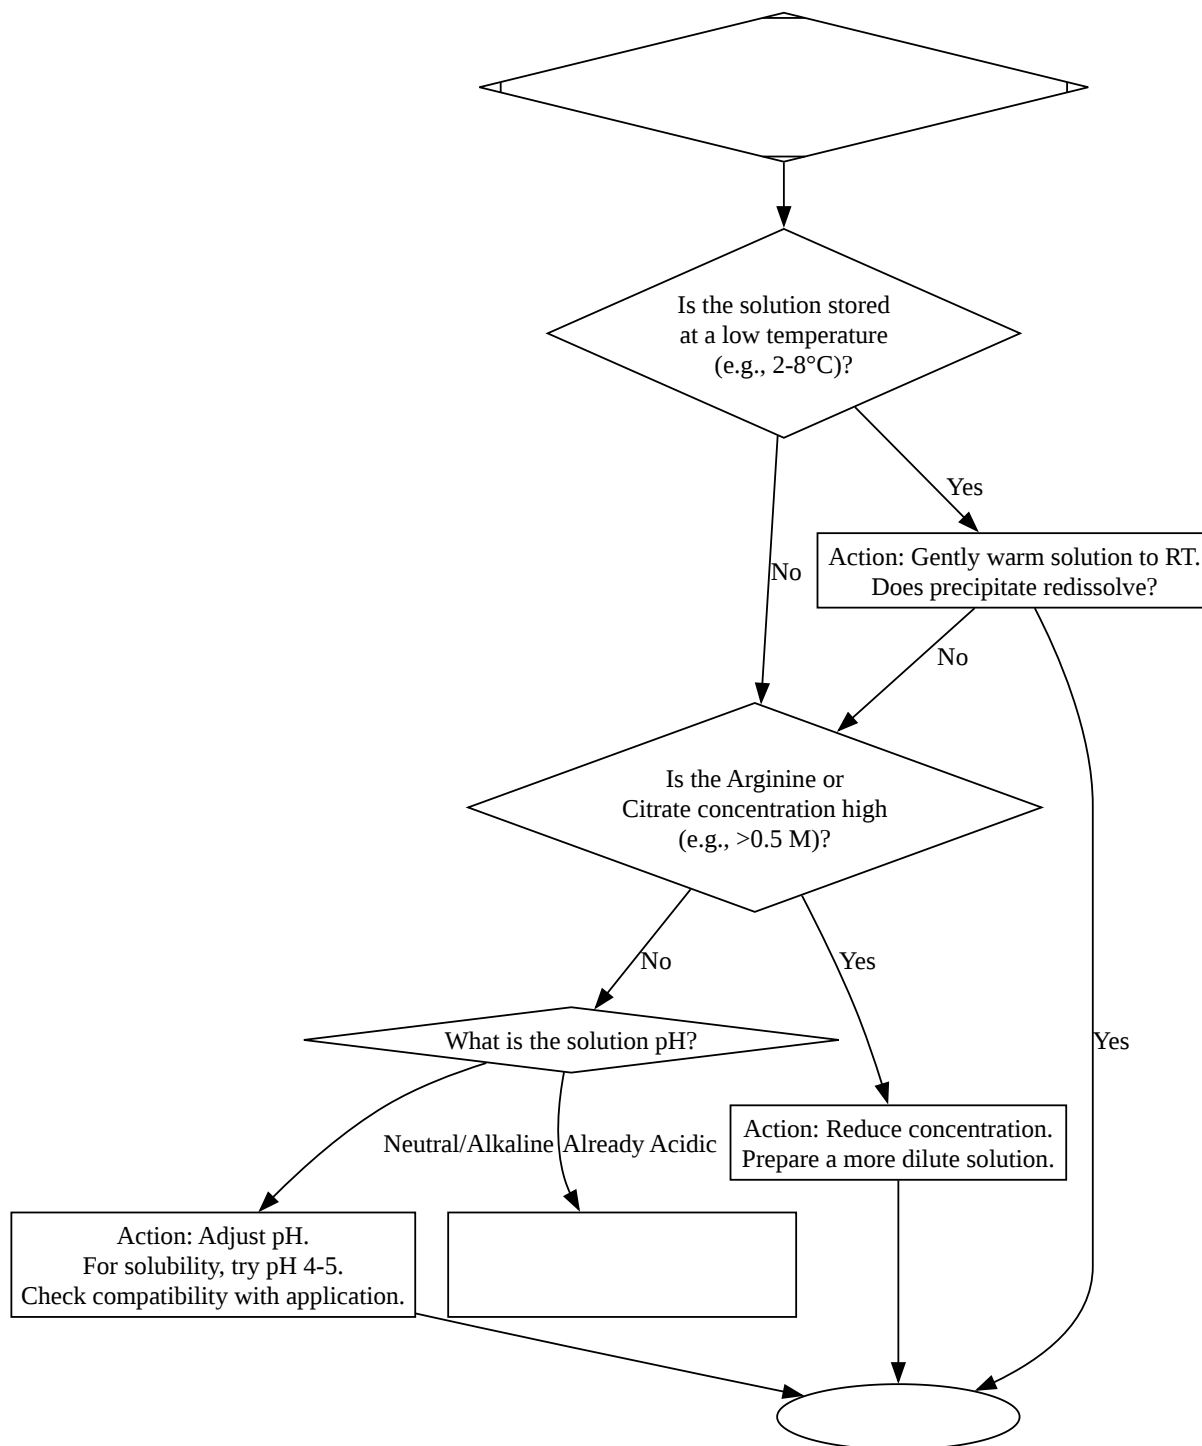 Is the solution stored
at a low temperature
(e.g., 2-8°C)?
Yes
Action: Gently warm solution to RT.
Does precipitate redissolve?
No
No
Is the Arginine or
Citrate concentration high
(e.g., >0.5 M)?
No
Yes
What is the solution pH?
Yes
Action: Reduce concentration.
Prepare a more dilute solution.
Neutral/Alkaline
Already Acidic
Action: Adjust pH.
For solubility, try pH 4-5.
Check compatibility with application.